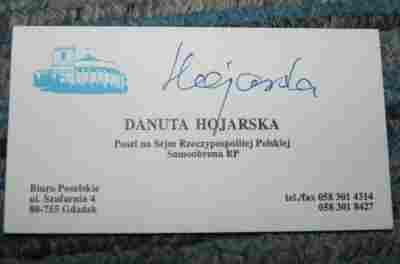 Hojarska
DANUTA HOJARSKA
Poseł na Sejm Rzeczypospolitej Polskiej
Samoobrona RP
Biuro Poselskie
ul. Szafarnia 4
80-755 Gdańsk
tel./fax 058 301 4314
058 301 8427